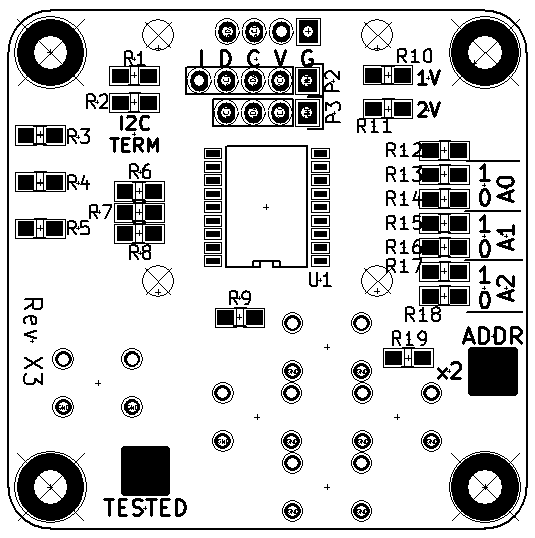 I D C V G
R1
R10
P2
1V
R2
P3
2V
I2C
R11
TERM
R3
R12
R13
1
R4
R6
R14
0
A0
R7
R15
1
R5
R16
0
A1
R8
R17
1
U1
0
A2
R9
R18
Rev X3
R19
ADDR
x2
TESTED